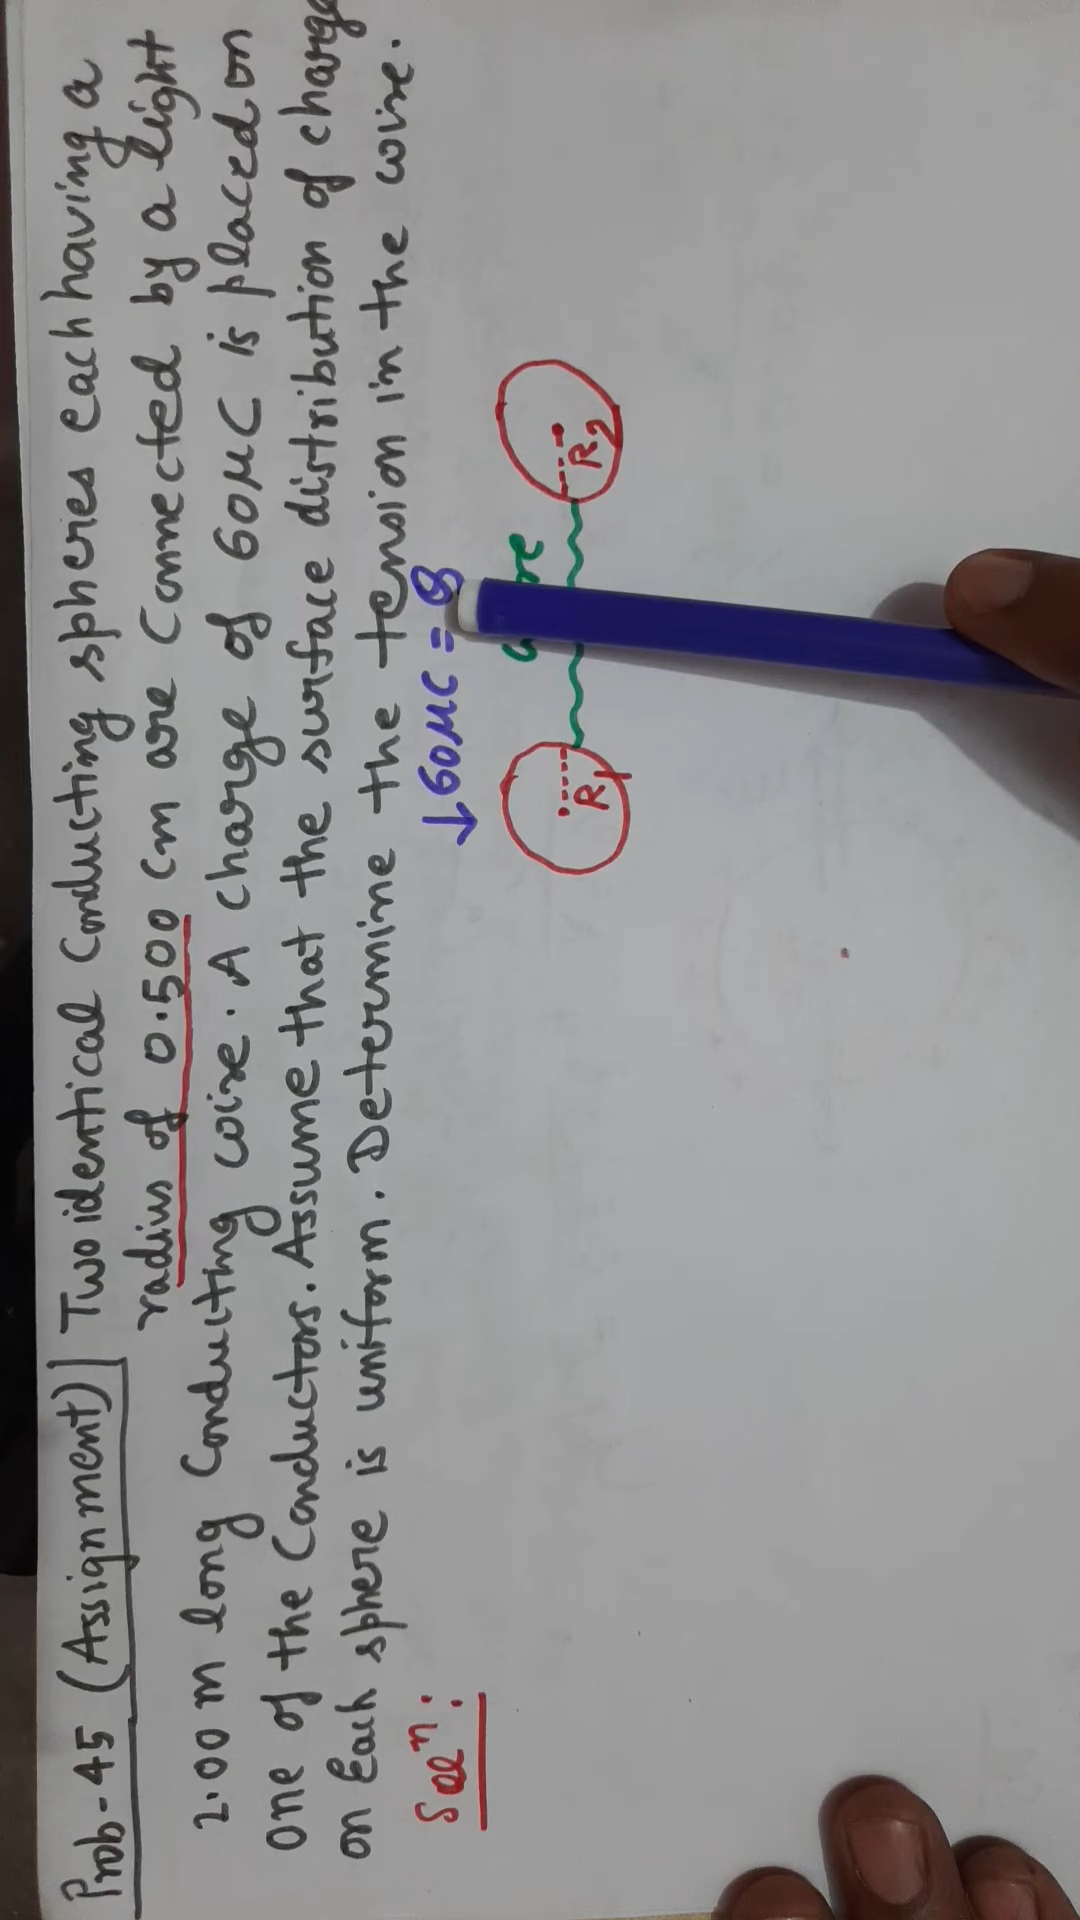 Prob-45 (Assignment) Two identical Conducting spheres each having a
radius of 0.500 cm are Connected by a light
2.00 m long Conducting wire. A charge of 60μC is placed on
one of the Conductors. Assume that the surface distribution of charge
on Each sphere is uniform. Determine the tension in the wire.
Solⁿ:
↓60μC =
R1
R2